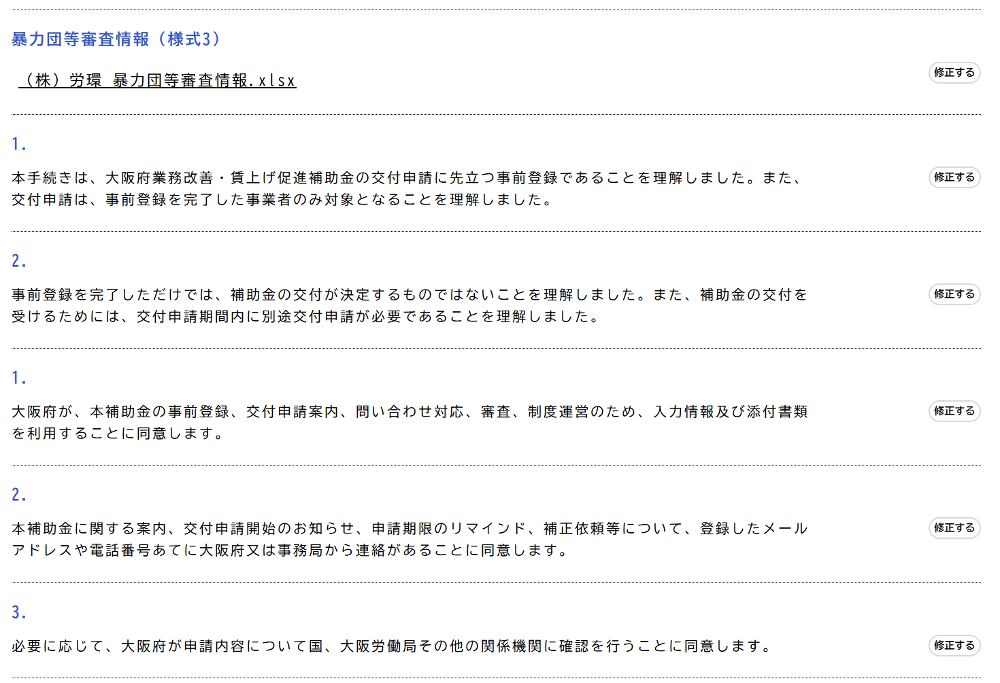 暴力団等審査情報（様式3）
（株）労環 暴力団等審査情報.xlsx
修正する
1.
本手続きは、大阪府業務改善・賃上げ促進補助金の交付申請に先立つ事前登録であることを理解しました。また、
交付申請は、事前登録を完了した事業者のみ対象となることを理解しました。
修正する
2.
事前登録を完了しただけでは、補助金の交付が決定するものではないことを理解しました。また、補助金の交付を
受けるためには、交付申請期間内に別途交付申請が必要であることを理解しました。
修正する
1.
大阪府が、本補助金の事前登録、交付申請案内、問い合わせ対応、審査、制度運営のため、入力情報及び添付書類
を利用することに同意します。
修正する
2.
本補助金に関する案内、交付申請開始のお知らせ、申請期限のリマインド、補正依頼等について、登録したメール
アドレスや電話番号あてに大阪府又は事務局から連絡があることに同意します。
修正する
3.
必要に応じて、大阪府が申請内容について国、大阪労働局その他の関係機関に確認を行うことに同意します。
修正する